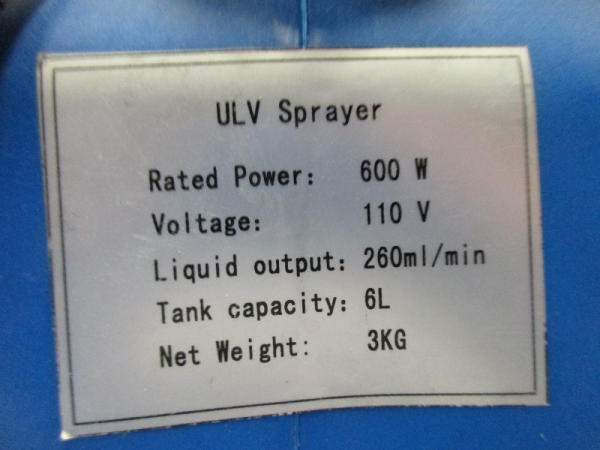 ULV Sprayer
Rated Power: 600 W
Voltage: 110 V
Liquid output: 260ml/min
Tank capacity: 6L
Net Weight: 3KG